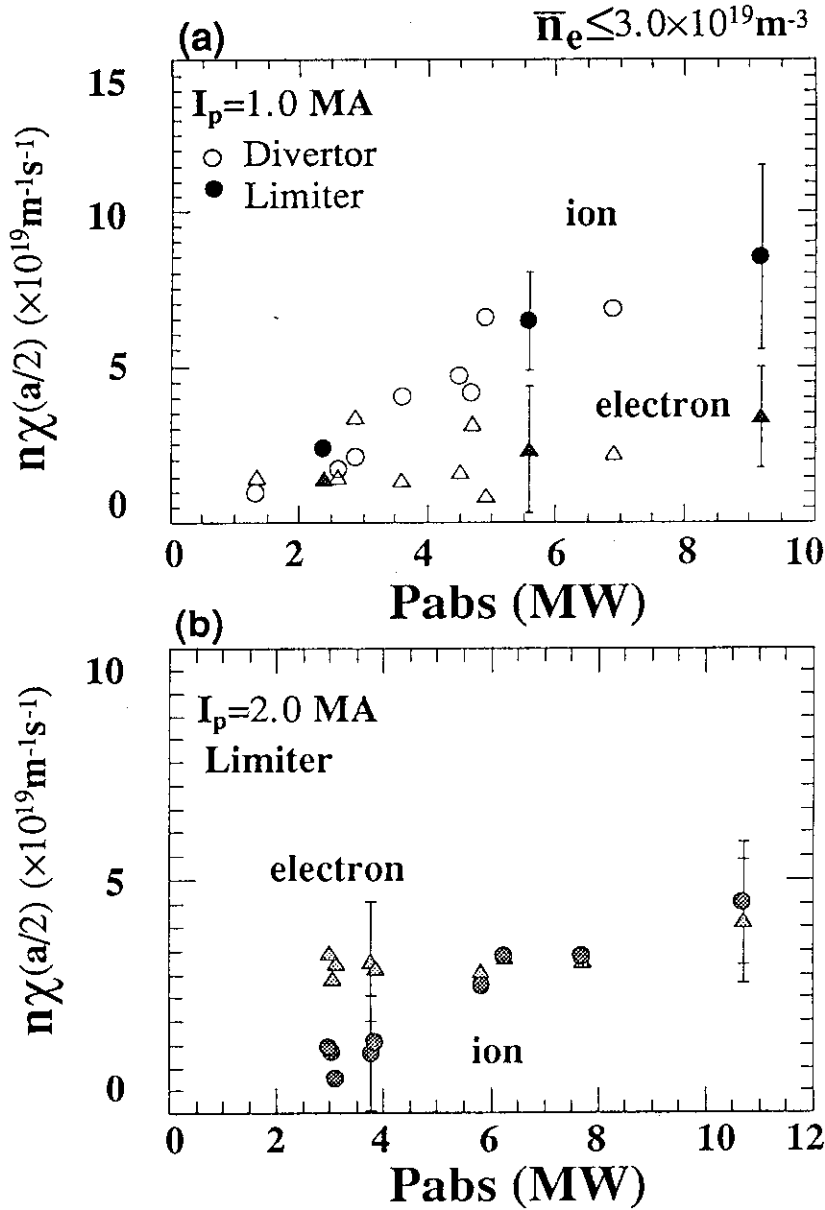 n̅e≤3.0×10¹⁹m⁻³
(a)
15
Iₚ=1.0 MA
○ Divertor
● Limiter
ion
10
5
electron
0
nχ(a/2) (×10¹⁹m⁻¹s⁻¹)
0 2 4 6 8 10
Pabs (MW)
(b)
10
Iₚ=2.0 MA
Limiter
electron
5
ion
0
nχ(a/2) (×10¹⁹m⁻¹s⁻¹)
0 2 4 6 8 10 12
Pabs (MW)